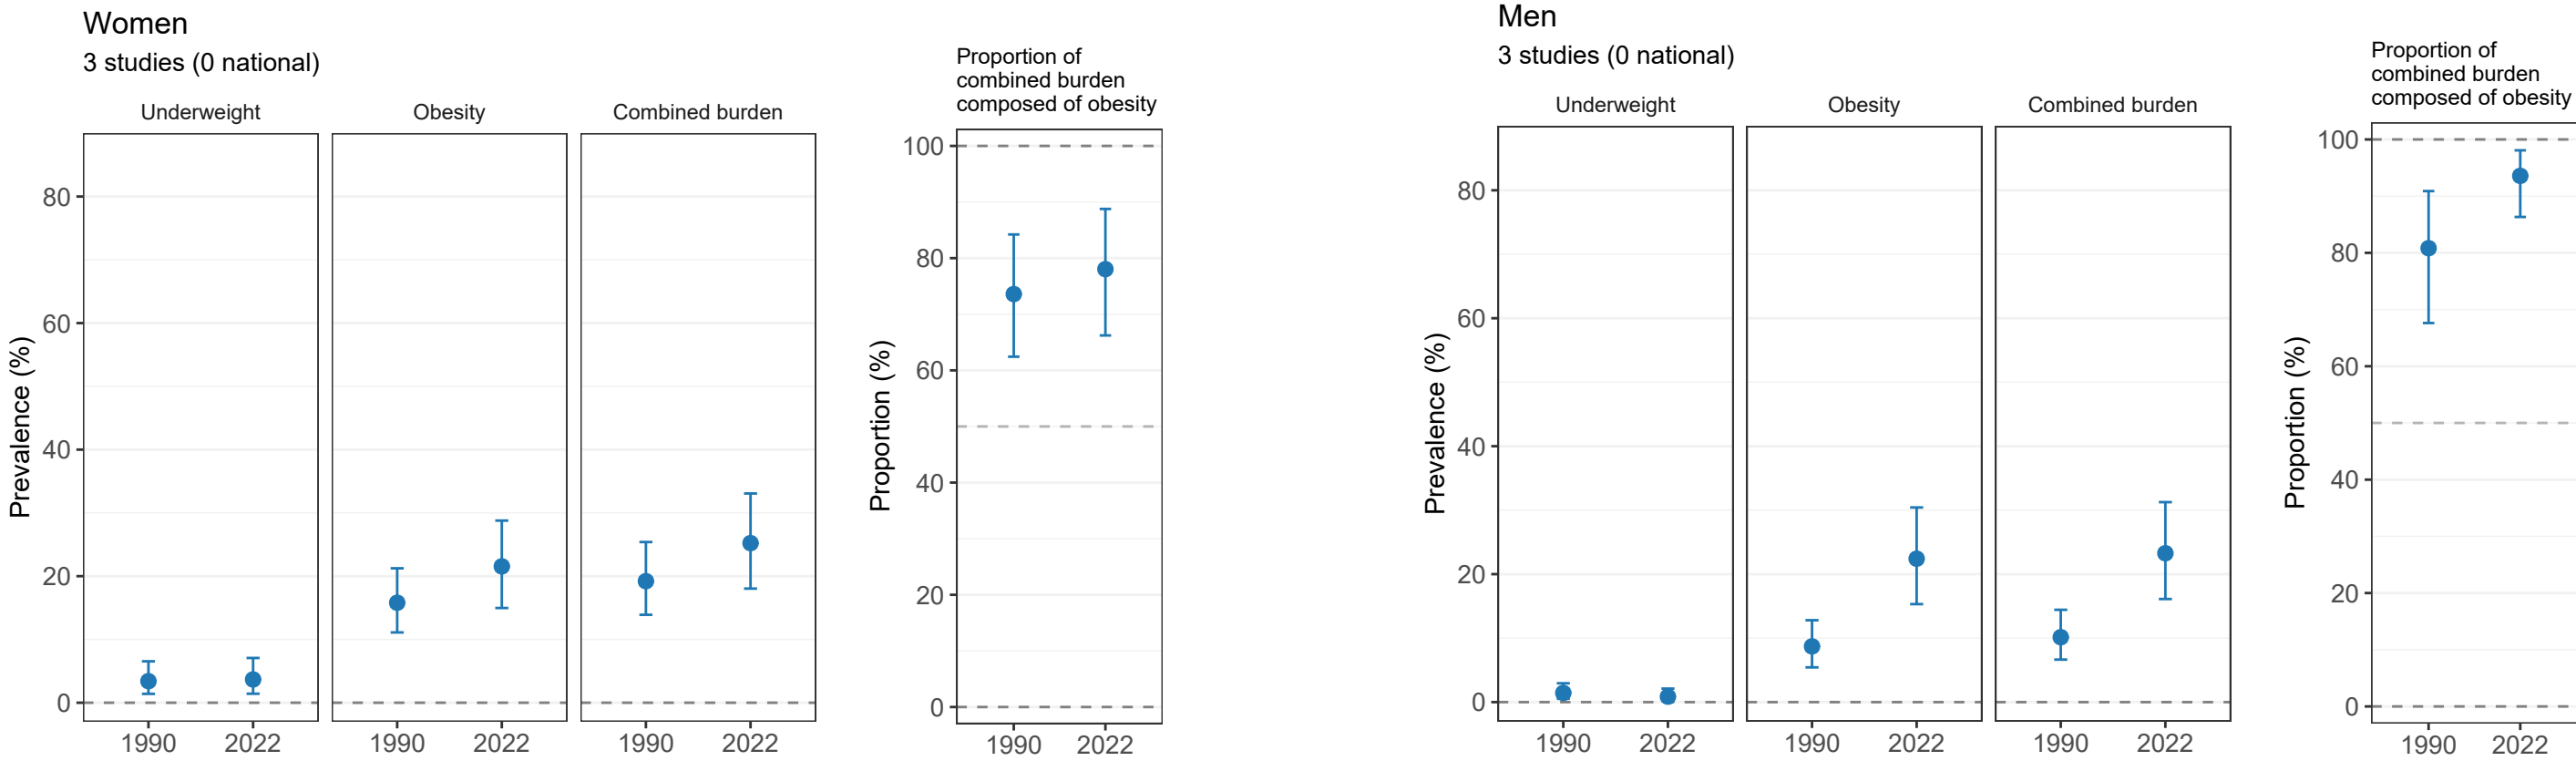 Women
3 studies (0 national)
Underweight
Obesity
Combined burden
Prevalence (%)
80
60
40
20
0
1990 2022
1990 2022
1990 2022
Proportion of
combined burden
composed of obesity
Proportion (%)
100
80
60
40
20
0
1990 2022
Men
3 studies (0 national)
Underweight
Obesity
Combined burden
Prevalence (%)
80
60
40
20
0
1990 2022
1990 2022
1990 2022
Proportion of
combined burden
composed of obesity
Proportion (%)
100
80
60
40
20
0
1990 2022